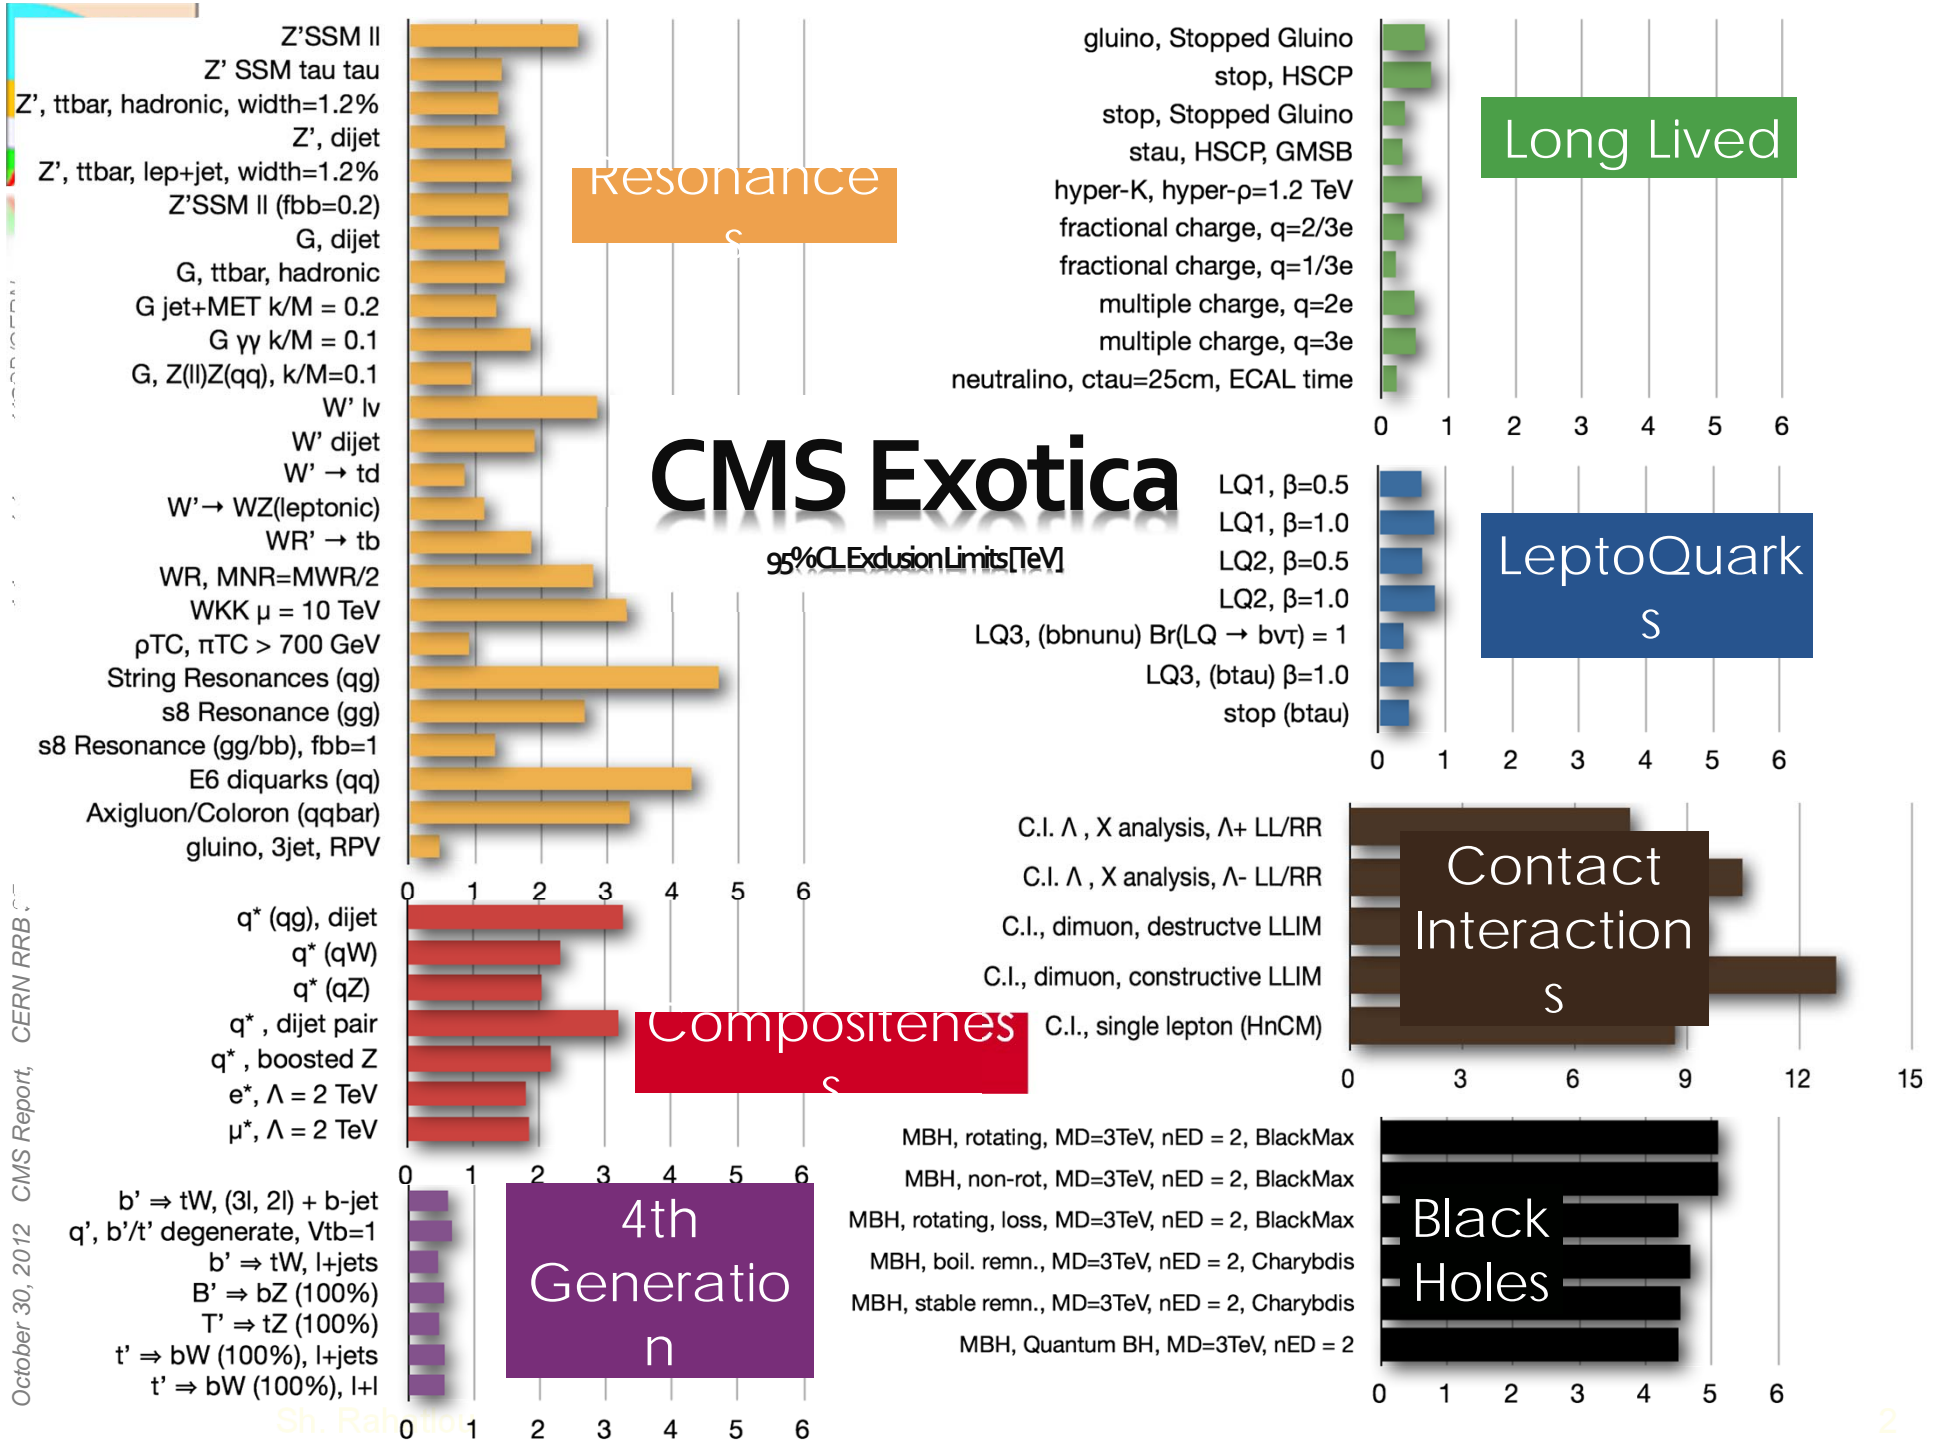 Z'SSM ll
Z' SSM tau tau
Z', ttbar, hadronic, width=1.2%
Z', dijet
Z', ttbar, lep+jet, width=1.2%
Z'SSM ll (fbb=0.2)
G, dijet
G, ttbar, hadronic
G jet+MET k/M = 0.2
G γγ k/M = 0.1
G, Z(ll)Z(qq), k/M=0.1
W' lν
W' dijet
W' → td
W'→ WZ(leptonic)
WR' → tb
WR, MNR=MWR/2
WKK μ = 10 TeV
ρTC, πTC > 700 GeV
String Resonances (qg)
s8 Resonance (gg)
s8 Resonance (gg/bb), fbb=1
E6 diquarks (qq)
Axigluon/Coloron (qqbar)
gluino, 3jet, RPV
0 1 2 3 4 5 6
Resonance
s
q* (qg), dijet
q* (qW)
q* (qZ)
q* , dijet pair
q* , boosted Z
e*, Λ = 2 TeV
μ*, Λ = 2 TeV
0 1 2 3 4 5 6
Compositenes
s
b' ⇒ tW, (3l, 2l) + b-jet
q', b'/t' degenerate, Vtb=1
b' ⇒ tW, l+jets
B' ⇒ bZ (100%)
T' ⇒ tZ (100%)
t' ⇒ bW (100%), l+jets
t' ⇒ bW (100%), l+l
0 1 2 3 4 5 6
4th
Generatio
n
CMS Exotica
95%CL Exclusion Limits [TeV]
gluino, Stopped Gluino
stop, HSCP
stop, Stopped Gluino
stau, HSCP, GMSB
hyper-K, hyper-ρ=1.2 TeV
fractional charge, q=2/3e
fractional charge, q=1/3e
multiple charge, q=2e
multiple charge, q=3e
neutralino, ctau=25cm, ECAL time
0 1 2 3 4 5 6
Long Lived
LQ1, β=0.5
LQ1, β=1.0
LQ2, β=0.5
LQ2, β=1.0
LQ3, (bbnunu) Br(LQ → bντ) = 1
LQ3, (btau) β=1.0
stop (btau)
0 1 2 3 4 5 6
LeptoQuark
s
C.I. Λ , X analysis, Λ+ LL/RR
C.I. Λ , X analysis, Λ- LL/RR
C.I., dimuon, destructve LLIM
C.I., dimuon, constructive LLIM
C.I., single lepton (HnCM)
0 3 6 9 12 15
Contact
Interaction
s
MBH, rotating, MD=3TeV, nED = 2, BlackMax
MBH, non-rot, MD=3TeV, nED = 2, BlackMax
MBH, rotating, loss, MD=3TeV, nED = 2, BlackMax
MBH, boil. remn., MD=3TeV, nED = 2, Charybdis
MBH, stable remn., MD=3TeV, nED = 2, Charybdis
MBH, Quantum BH, MD=3TeV, nED = 2
0 1 2 3 4 5 6
Black
Holes
October 30, 2012 CMS Report, CERN RRB
Sh.
2